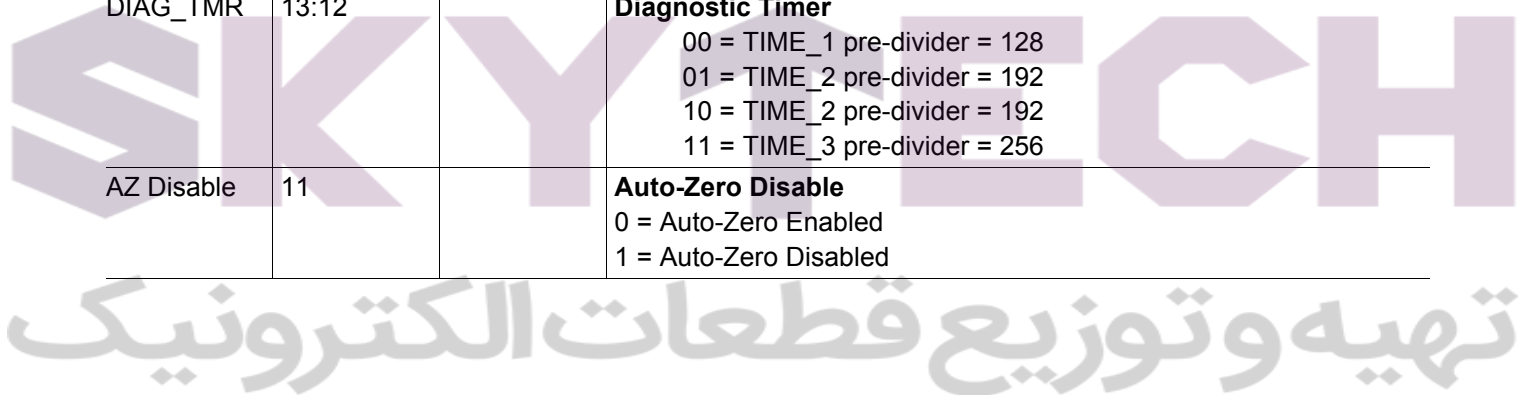 DIAG_TMR 13:12 Diagnostic Timer
00 = TIME_1 pre-divider = 128
01 = TIME_2 pre-divider = 192
10 = TIME_2 pre-divider = 192
11 = TIME_3 pre-divider = 256
AZ Disable 11 Auto-Zero Disable
0 = Auto-Zero Enabled
1 = Auto-Zero Disabled
SKYTECH
تهیه و توزیع قطعات الکترونیک